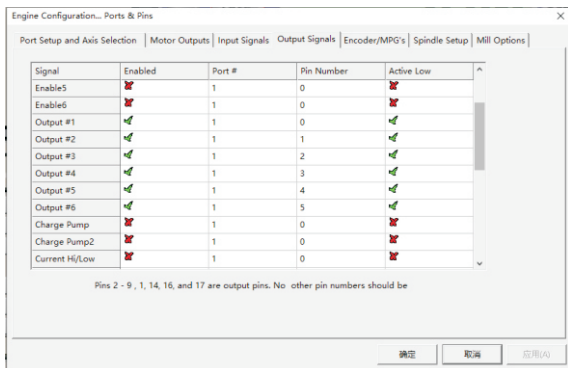 Engine Configuration... Ports & Pins
Port Setup and Axis Selection Motor Outputs Input Signals Output Signals Encoder/MPG's Spindle Setup Mill Options
Signal Enabled Port # Pin Number Active Low
Enable5 1 0
Enable6 1 0
Output #1 1 0
Output #2 1 1
Output #3 1 2
Output #4 1 3
Output #5 1 4
Output #6 1 5
Charge Pump 1 0
Charge Pump2 1 0
Current Hi/Low 1 0
Pins 2 - 9 , 1, 14, 16, and 17 are output pins. No other pin numbers should be
确定 取消 应用(A)